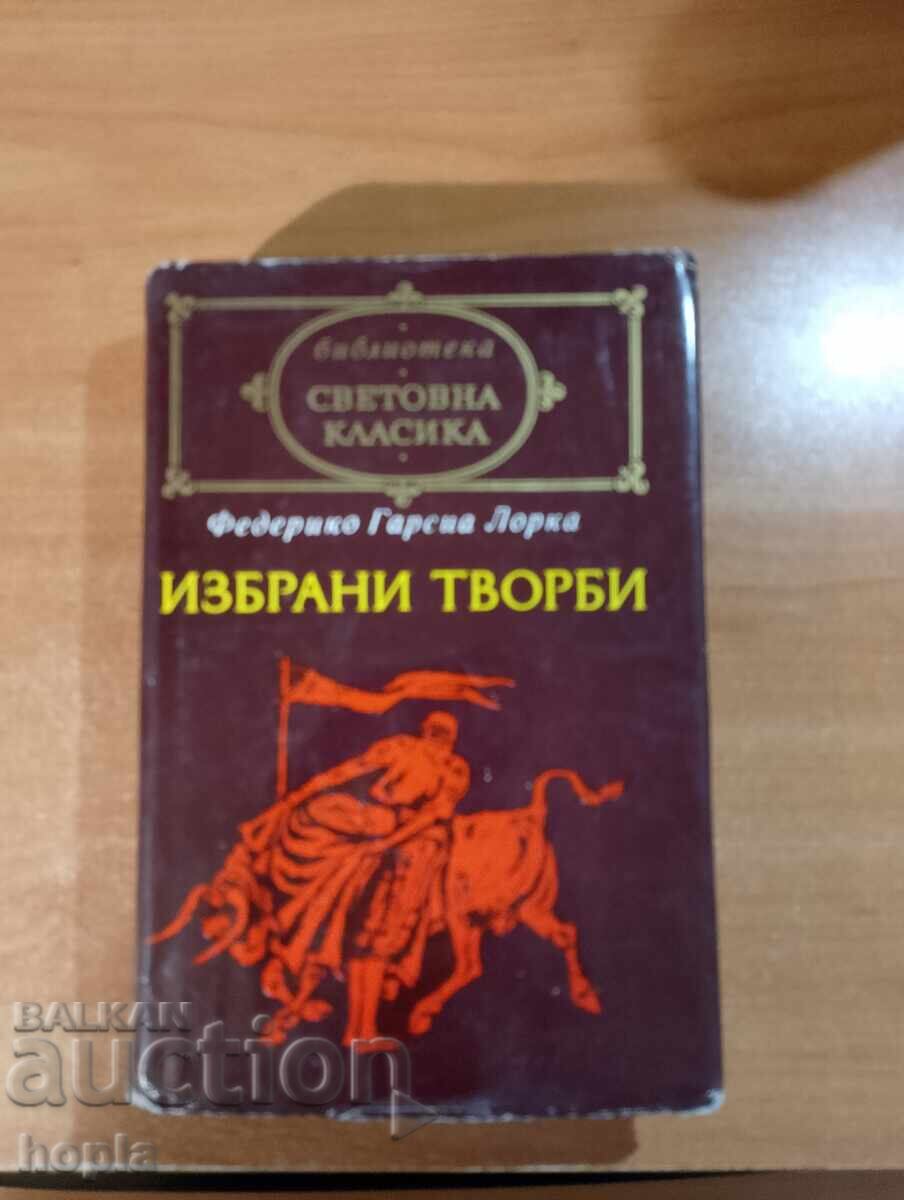 библиотека
СВЕТОВНА
КЛАСИКА
Федерико Гарсиа Лорка
ИЗБРАНИ ТВОРБИ
BALKAN
auction
hopla